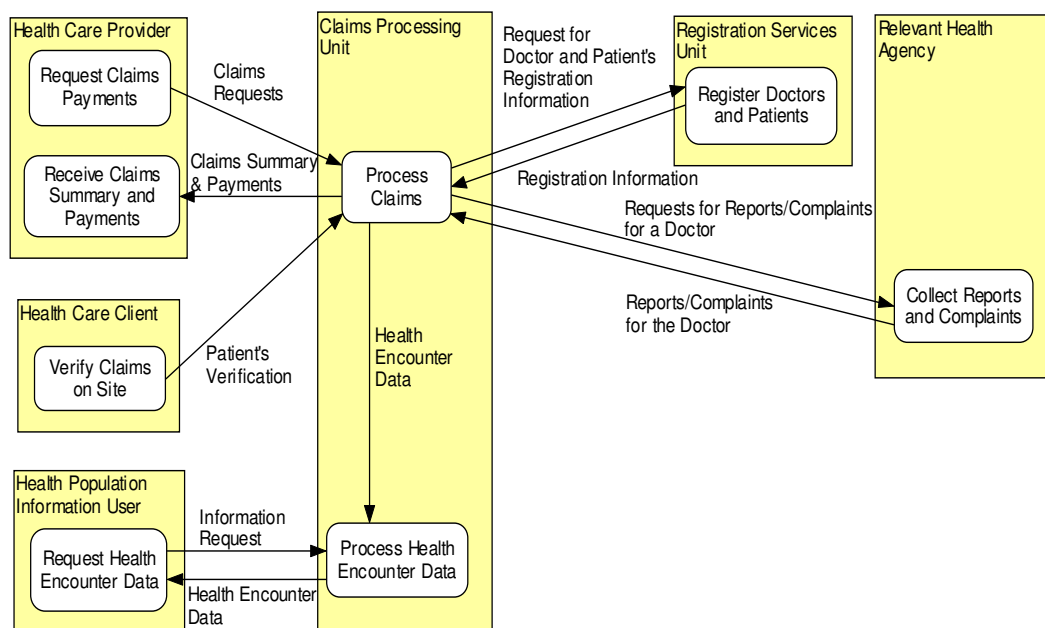 Health Care Provider
Request Claims
Payments
Receive Claims
Summary and
Payments
Claims
Requests
Claims Summary
& Payments
Claims Processing
Unit
Process
Claims
Request for
Doctor and Patient's
Registration
Information
Registration Services
Unit
Register Doctors
and Patients
Registration Information
Relevant Health
Agency
Requests for Reports/Complaints
for a Doctor
Collect Reports
and Complaints
Reports/Complaints
for the Doctor
Health Care Client
Verify Claims
on Site
Patient's
Verification
Health
Encounter
Data
Health Population
Information User
Request Health
Encounter Data
Information
Request
Process Health
Encounter Data
Health Encounter
Data